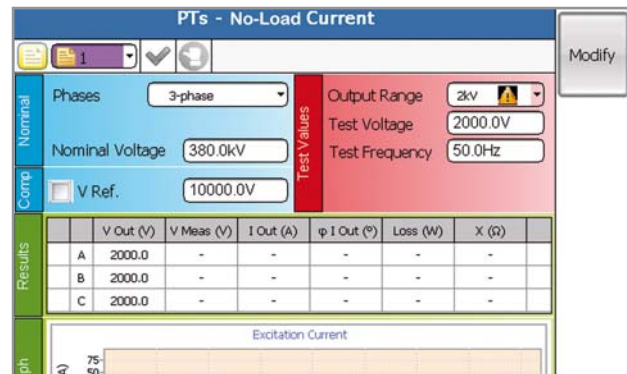 PTs - No-Load Current
1
Modify
Nominal
Phases
3-phase
Nominal Voltage
380.0kV
Comp
V Ref.
10000.0V
Test Values
Output Range
2kV
Test Voltage
2000.0V
Test Frequency
50.0Hz
Results
V Out (V) V Meas (V) I Out (A) φ I Out (º) Loss (W) X (Ω)
A 2000.0 - - - - -
B 2000.0 - - - - -
C 2000.0 - - - - -
Excitation Current
75
50